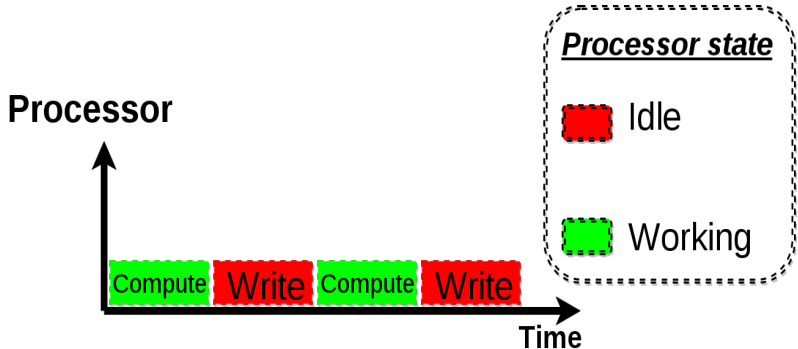 Processor state
Processor
Idle
Working
Compute Write Compute Write
Time